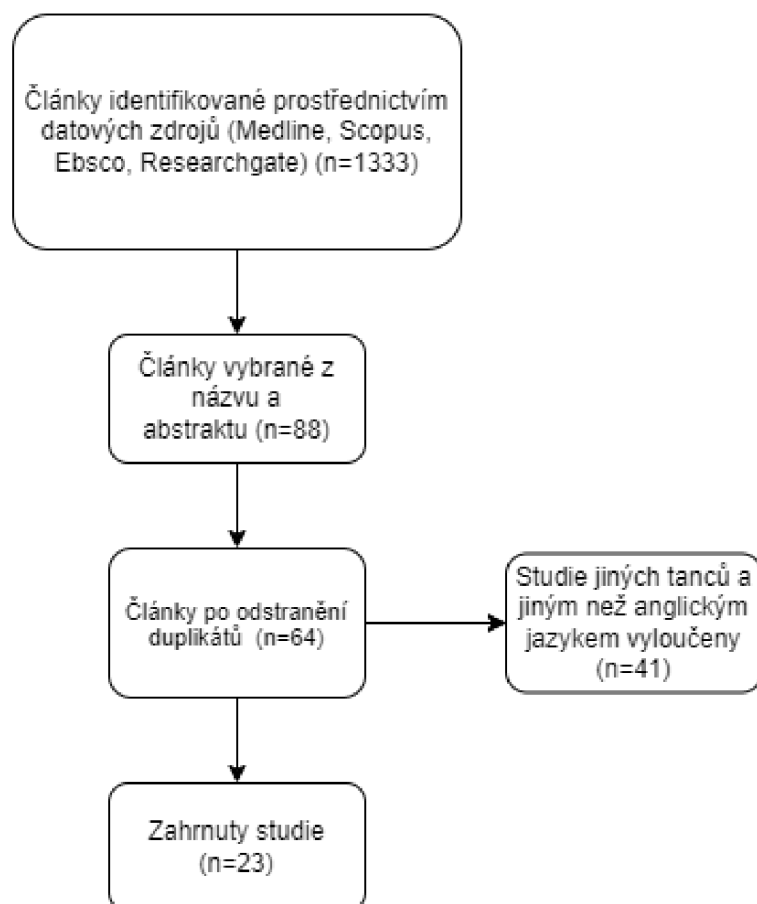 Články identifikované prostřednictvím
datových zdrojů (Medline, Scopus,
Ebsco, Researchgate) (n=1333)
Články vybrané z
názvu a
abstraktu (n=88)
Články po odstranění
duplikátů (n=64)
Studie jiných tanců a
jiným než anglickým
jazykem vyloučeny
(n=41)
Zahrnuty studie
(n=23)